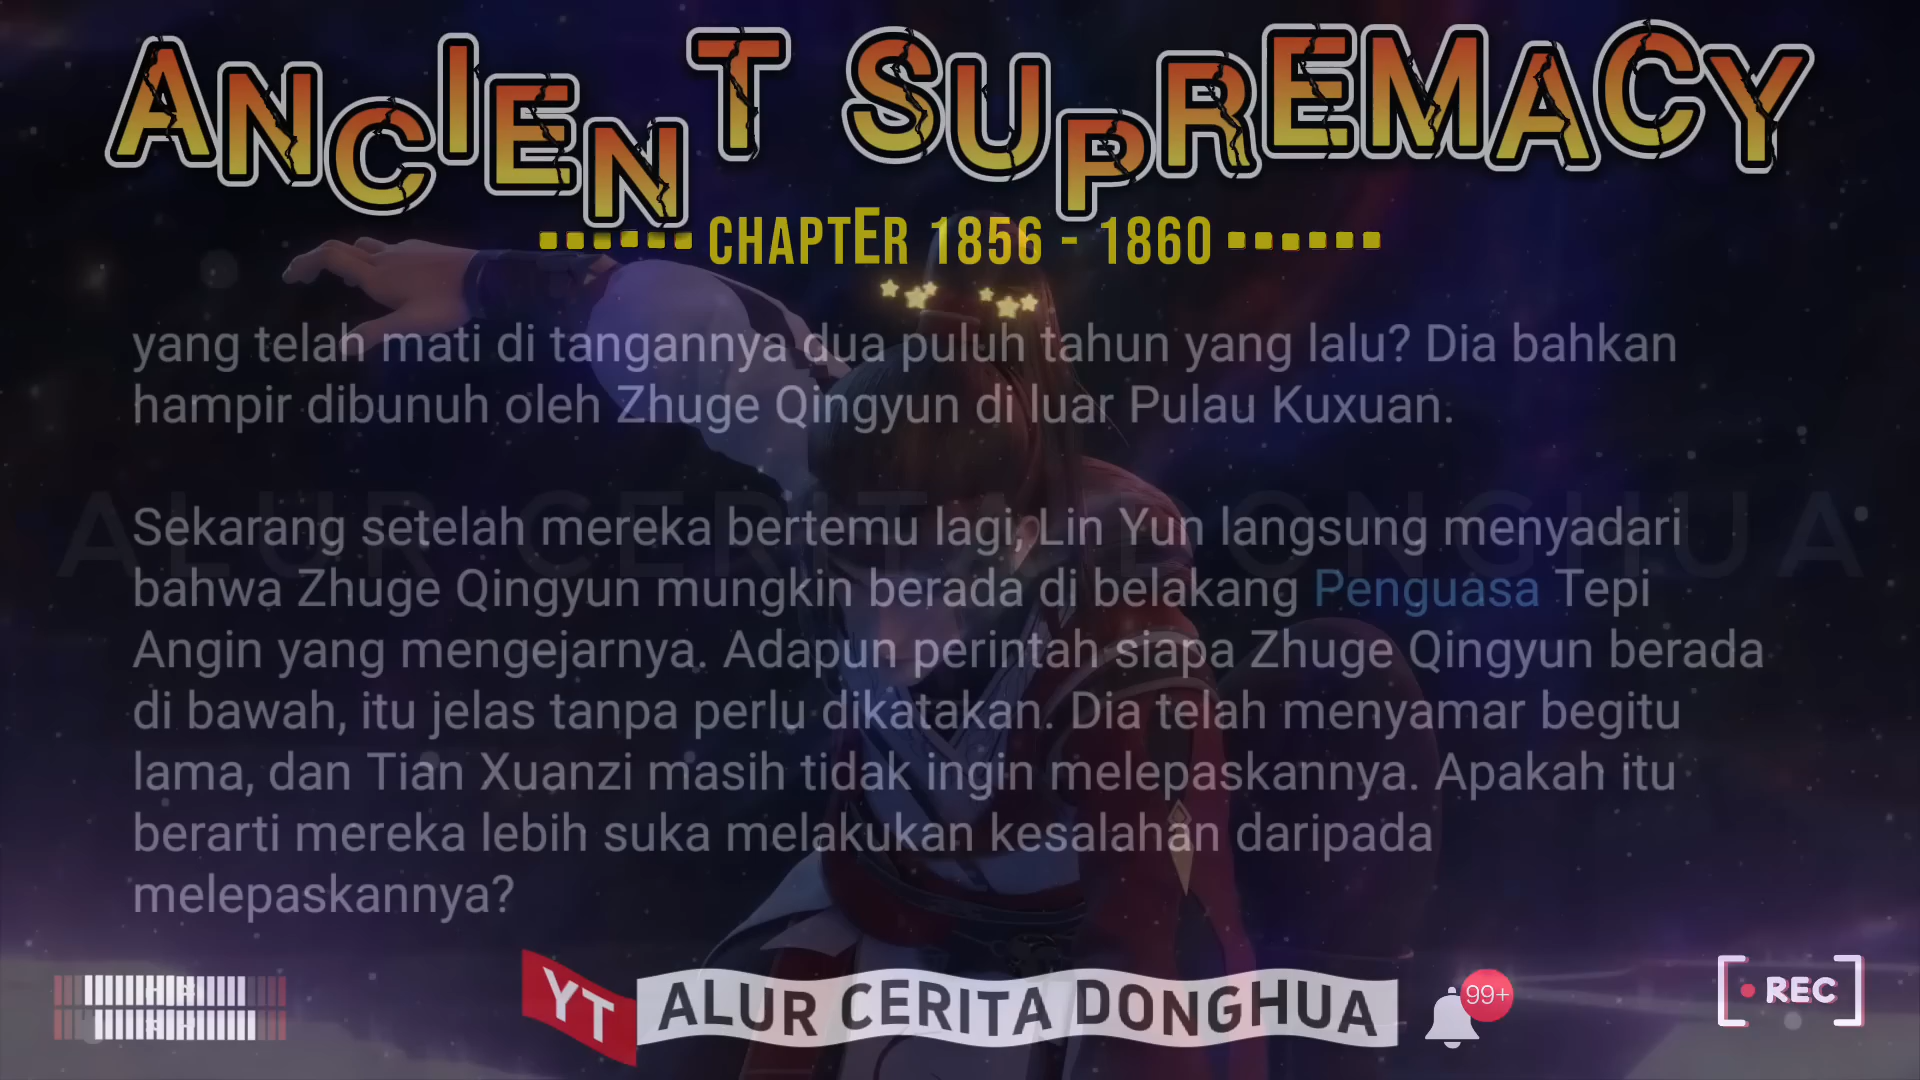 ANCIENT SUPREMACY
CHAPTER 1856 - 1860
yang telah mati di tangannya dua puluh tahun yang lalu? Dia bahkan
hampir dibunuh oleh Zhuge Qingyun di luar Pulau Kuxuan.
Sekarang setelah mereka bertemu lagi, Lin Yun langsung menyadari
ALUR CERITA DONGHUA
bahwa Zhuge Qingyun mungkin berada di belakang Penguasa Tepi
Angin yang mengejarnya. Adapun perintah siapa Zhuge Qingyun berada
di bawah, itu jelas tanpa perlu dikatakan. Dia telah menyamar begitu
lama, dan Tian Xuanzi masih tidak ingin melepaskannya. Apakah itu
berarti mereka lebih suka melakukan kesalahan daripada
melepaskannya?
YT ALUR CERITA DONGHUA
99+
REC